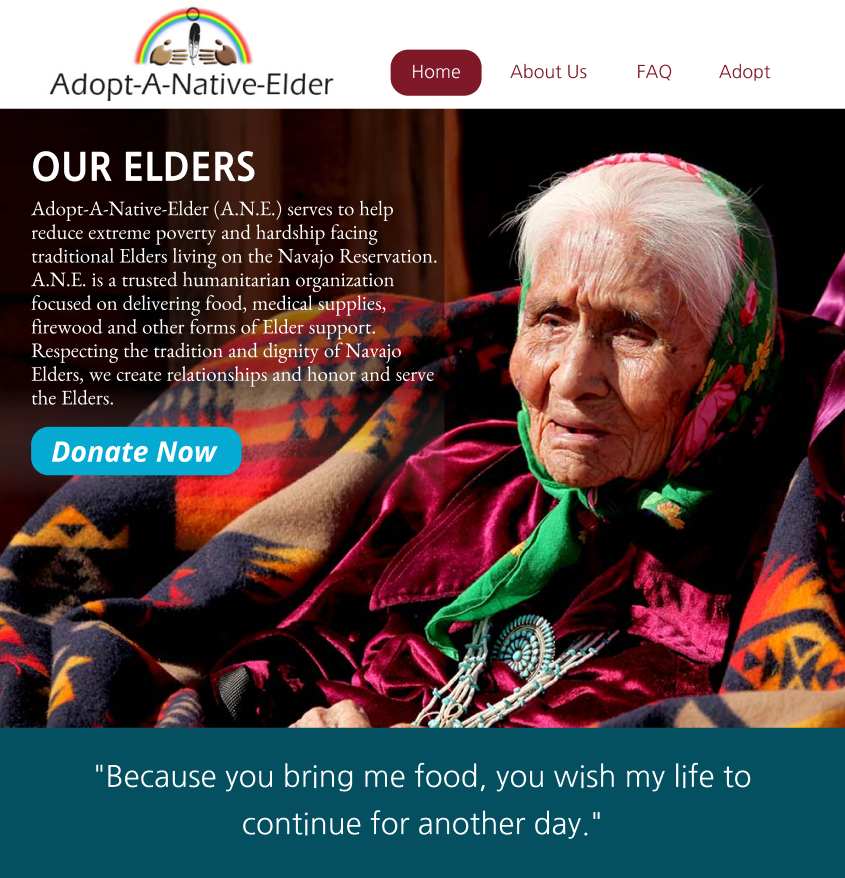 Adopt-A-Native-Elder
Home
About Us
FAQ
Adopt
OUR ELDERS
Adopt-A-Native-Elder (A.N.E.) serves to help
reduce extreme poverty and hardship facing
traditional Elders living on the Navajo Reservation.
A.N.E. is a trusted humanitarian organization
focused on delivering food, medical supplies,
firewood and other forms of Elder support.
Respecting the tradition and dignity of Navajo
Elders, we create relationships and honor and serve
the Elders.
Donate Now
"Because you bring me food, you wish my life to
continue for another day."